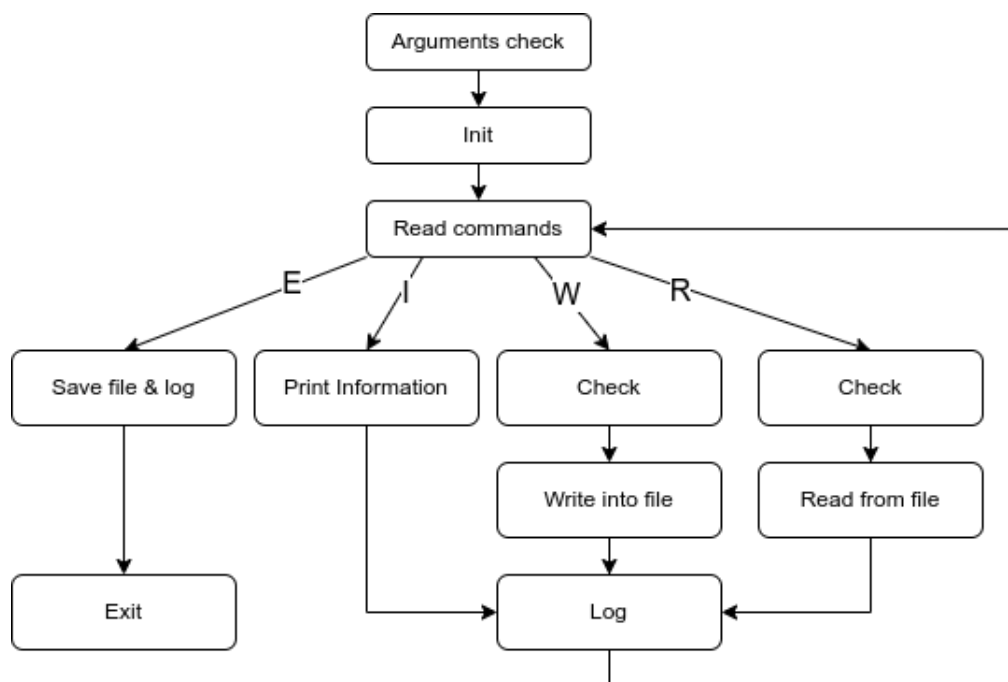 Arguments check
Init
Read commands
E
I
W
R
Save file & log
Print Information
Check
Check
Write into file
Read from file
Exit
Log